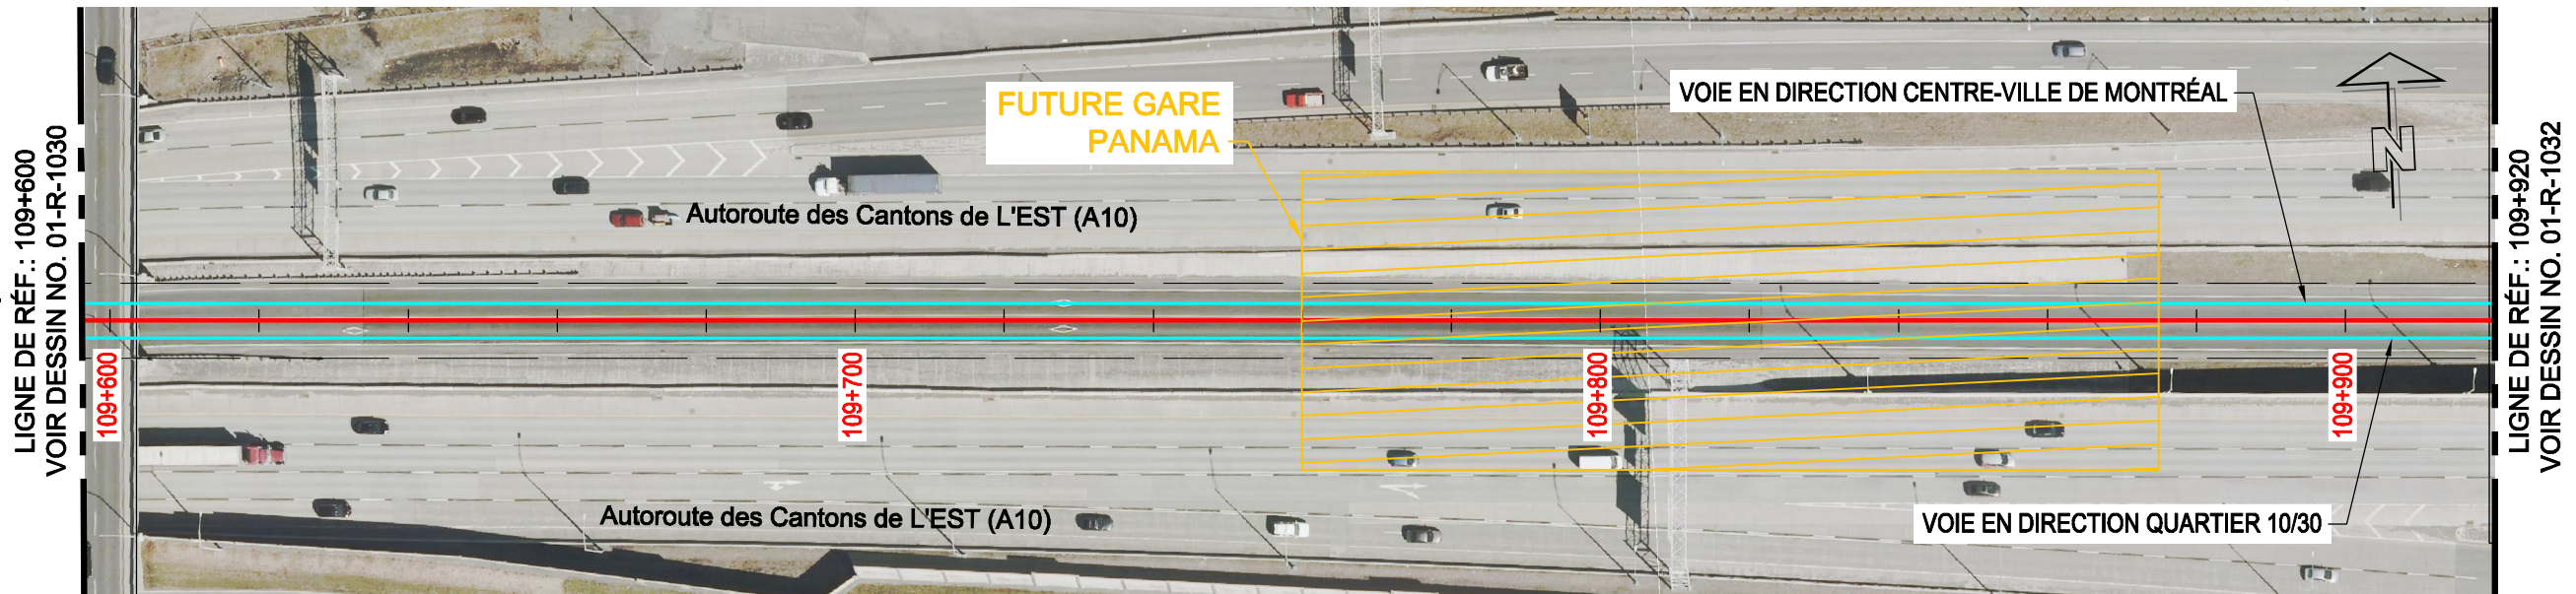 LIGNE DE RÉF.: 109+600
VOIR DESSIN NO. 01-R-1030
FUTURE GARE
PANAMA
VOIE EN DIRECTION CENTRE-VILLE DE MONTRÉAL
N
Autoroute des Cantons de L'EST (A10)
109+600
109+700
109+800
109+900
Autoroute des Cantons de L'EST (A10)
VOIE EN DIRECTION QUARTIER 10/30
LIGNE DE RÉF.: 109+920
VOIR DESSIN NO. 01-R-1032